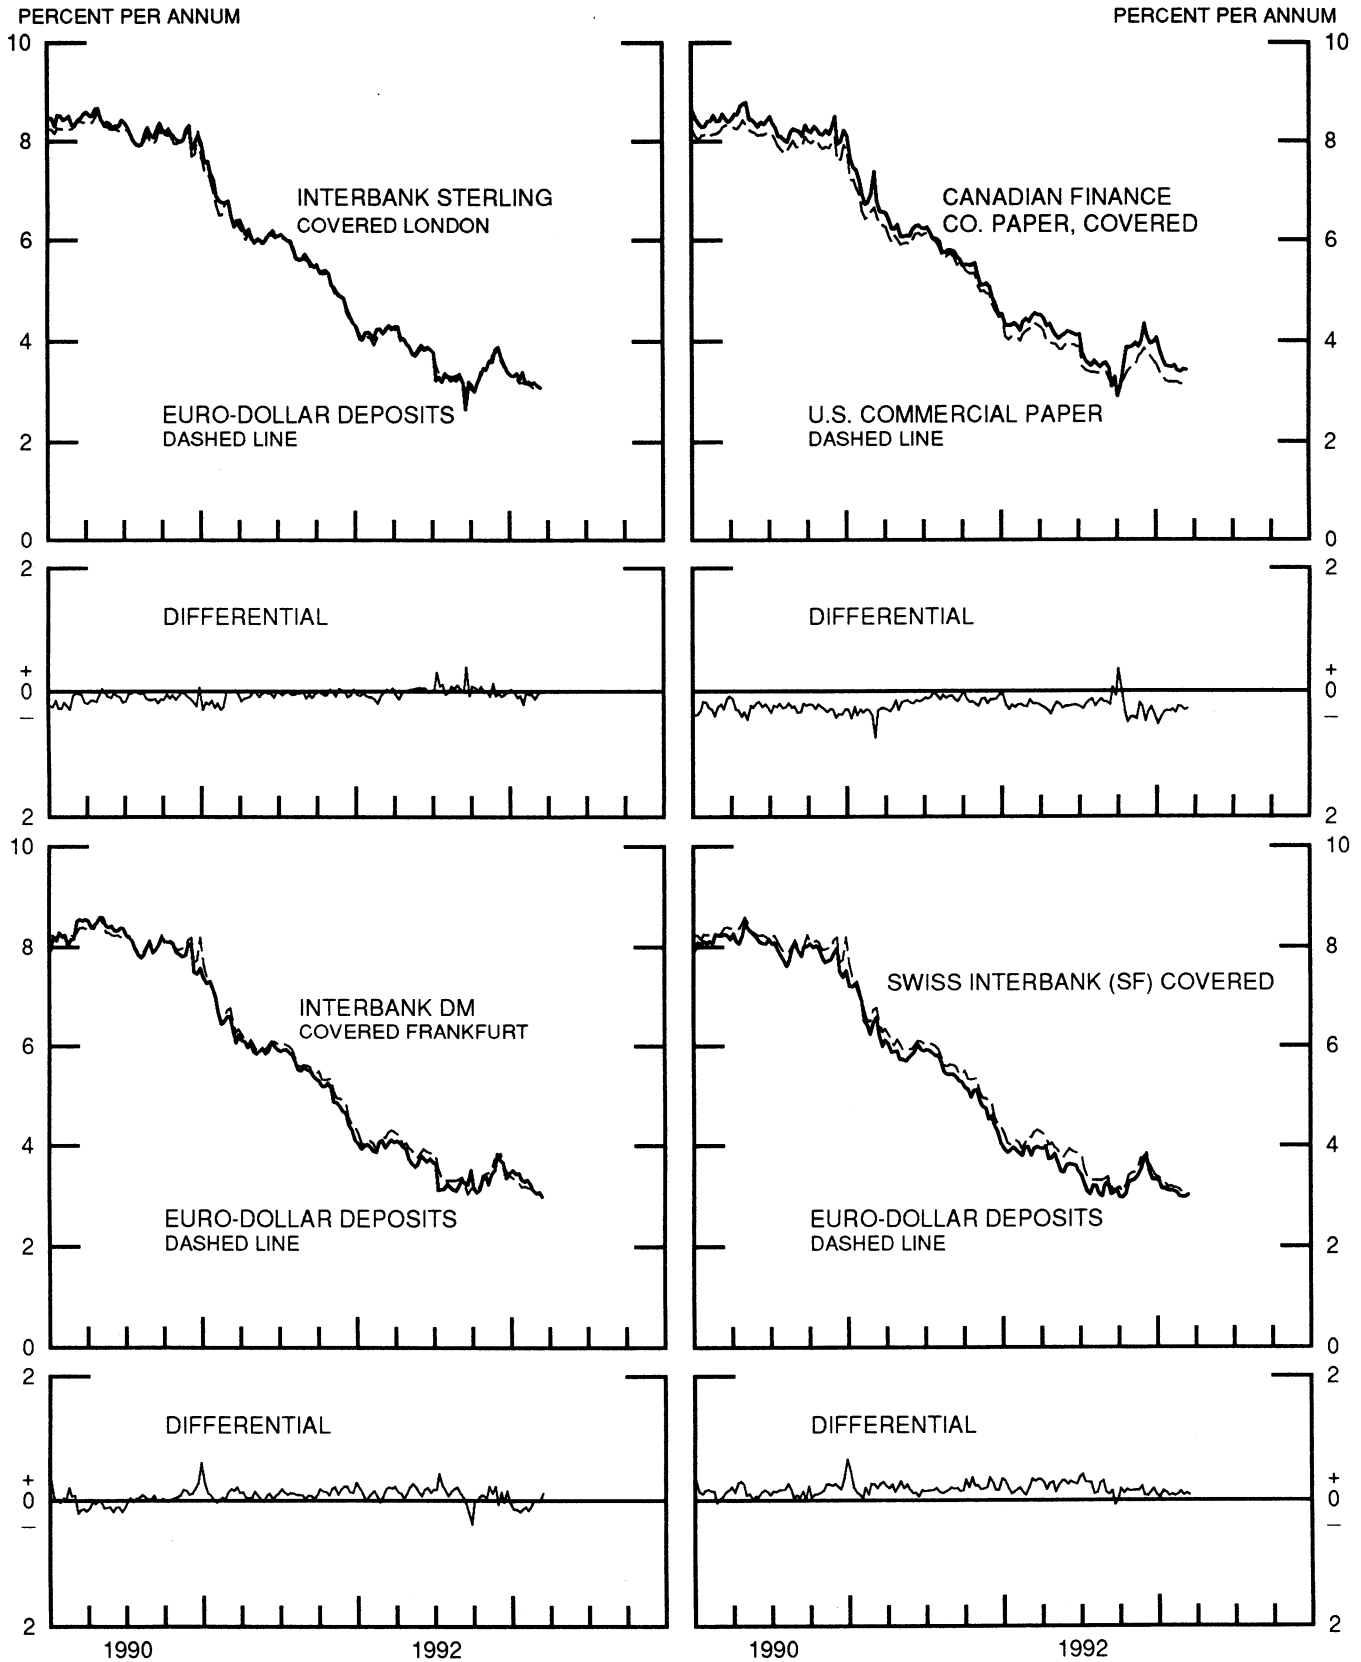 PERCENT PER ANNUM
PERCENT PER ANNUM
10
10
8
8
INTERBANK STERLING
COVERED LONDON
CANADIAN FINANCE
CO. PAPER, COVERED
6
6
4
4
EURO-DOLLAR DEPOSITS
DASHED LINE
U.S. COMMERCIAL PAPER
DASHED LINE
2
2
0
0
2
2
DIFFERENTIAL
DIFFERENTIAL
+
+
0
0
–
–
2
2
10
10
8
8
INTERBANK DM
COVERED FRANKFURT
SWISS INTERBANK (SF) COVERED
6
6
4
4
EURO-DOLLAR DEPOSITS
DASHED LINE
EURO-DOLLAR DEPOSITS
DASHED LINE
2
2
0
0
2
2
DIFFERENTIAL
DIFFERENTIAL
+
+
0
0
–
–
2
2
1990
1992
1990
1992